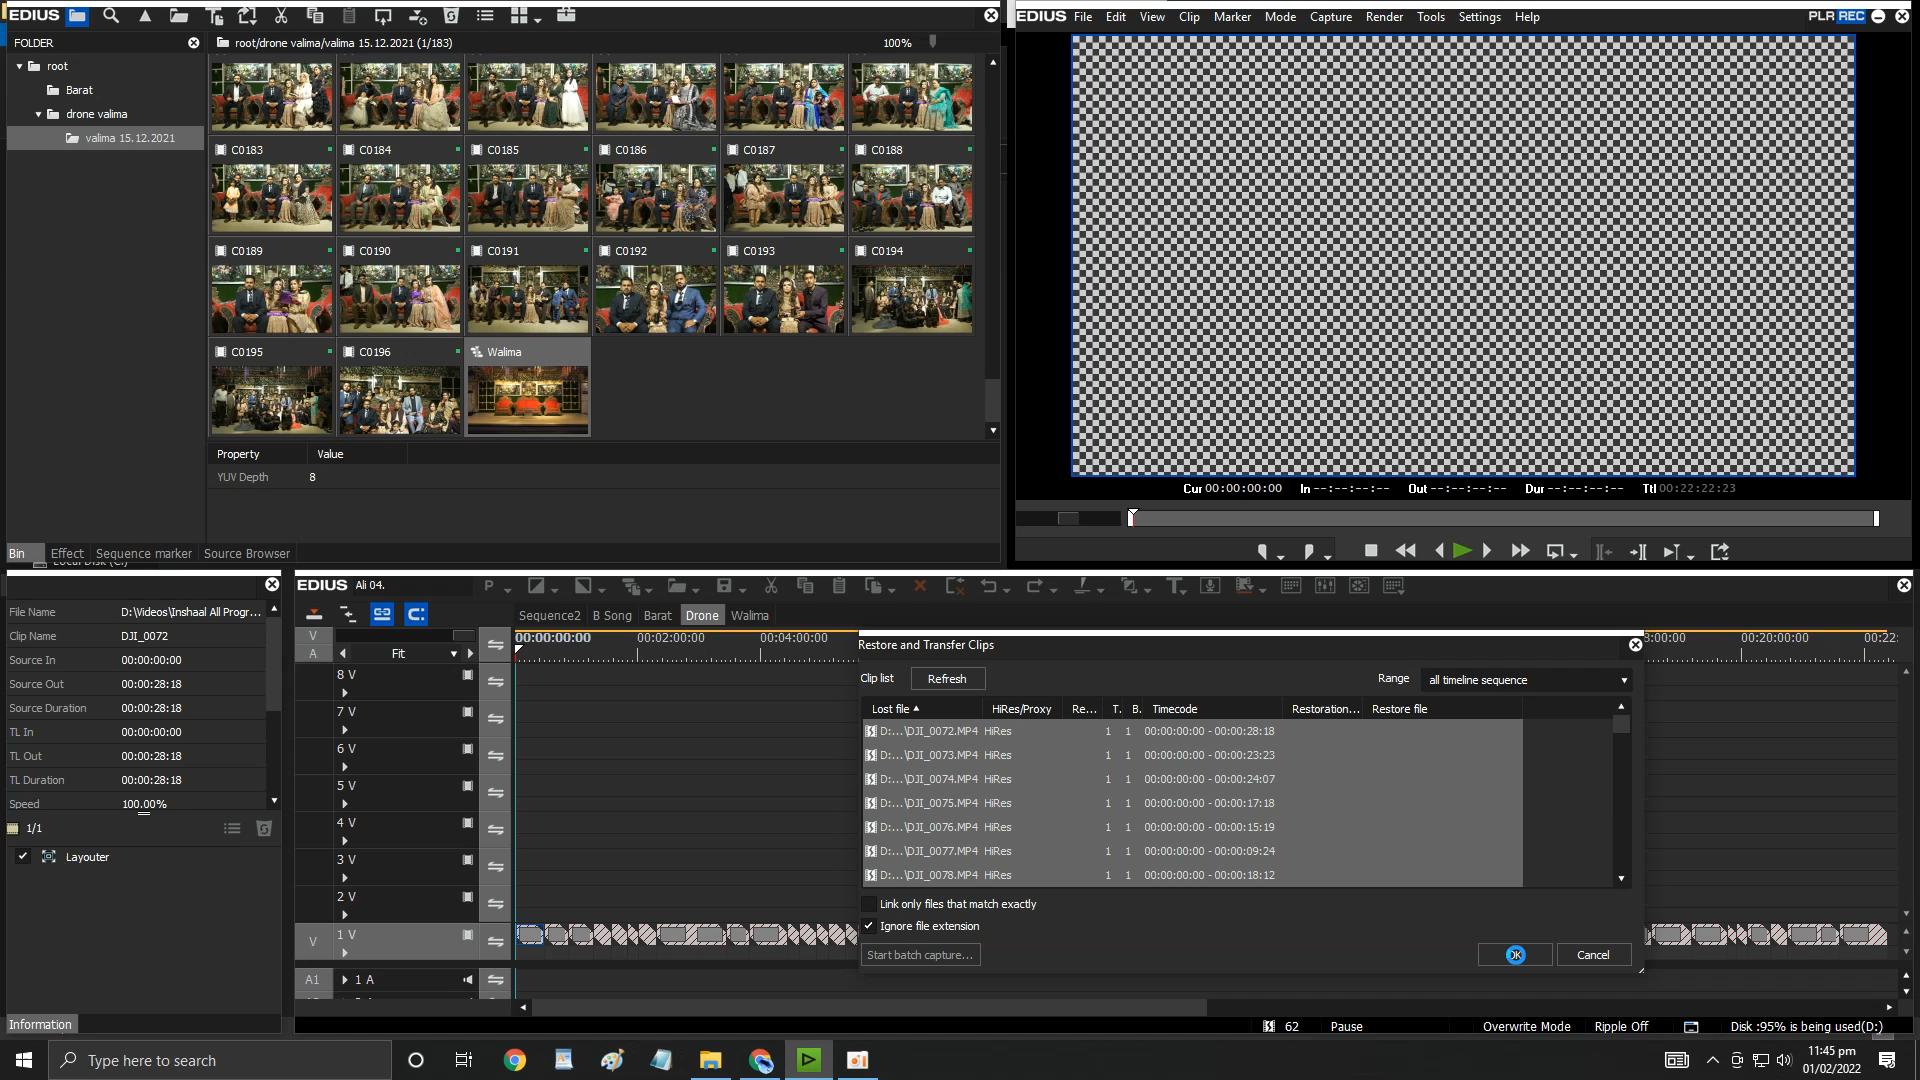 EDIUS
FOLDER
root/drone valima/valima 15.12.2021 (1/183)
100%
root
Barat
drone valima
valima 15.12.2021
C0183
C0184
C0185
C0186
C0187
C0188
C0189
C0190
C0191
C0192
C0193
C0194
C0195
C0196
Walima
Property Value
YUV Depth 8
Bin Effect Sequence marker Source Browser
EDIUS File Edit View Clip Marker Mode Capture Render Tools Settings Help
PLR REC
Cur 00:00:00:00 In --:--:--:-- Out --:--:--:-- Dur --:--:--:-- Ttl 00:22:22:23
File Name D:\Videos\Inshaal All Progr...
Clip Name DJI_0072
Source In 00:00:00:00
Source Out 00:00:28:18
Source Duration 00:00:28:18
TL In 00:00:00:00
TL Out 00:00:28:18
TL Duration 00:00:28:18
Speed 100.00%
1/1
Layouter
Information
EDIUS Ali 04.
P
Sequence2 B Song Barat Drone Walima
V
A
Fit
00:00:00:00 00:02:00:00 00:04:00:00 00:20:00:00 00:22:
8 V
7 V
6 V
5 V
4 V
3 V
2 V
V 1 V
A1 1 A
Restore and Transfer Clips
Clip list Refresh Range all timeline sequence
Lost file HiRes/Proxy Re... T. B. Timecode Restoration... Restore file
D:...\DJI_0072.MP4 HiRes 1 1 00:00:00:00 - 00:00:28:18
D:...\DJI_0073.MP4 HiRes 1 1 00:00:00:00 - 00:00:23:23
D:...\DJI_0074.MP4 HiRes 1 1 00:00:00:00 - 00:00:24:07
D:...\DJI_0075.MP4 HiRes 1 1 00:00:00:00 - 00:00:17:18
D:...\DJI_0076.MP4 HiRes 1 1 00:00:00:00 - 00:00:15:19
D:...\DJI_0077.MP4 HiRes 1 1 00:00:00:00 - 00:00:09:24
D:...\DJI_0078.MP4 HiRes 1 1 00:00:00:00 - 00:00:18:12
Link only files that match exactly
Ignore file extension
Start batch capture...
OK
Cancel
62 Pause Overwrite Mode Ripple Off Disk :95% is being used(D:)
Type here to search
11:45 pm
01/02/2022